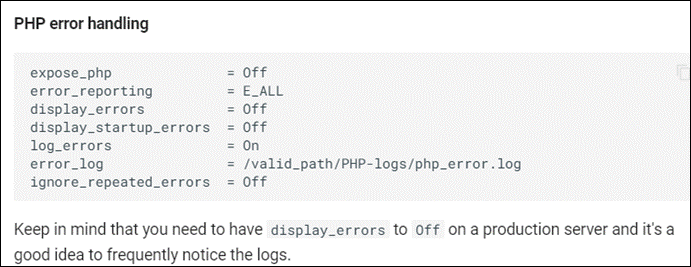 PHP error handling
expose_php = Off
error_reporting = E_ALL
display_errors = Off
display_startup_errors = Off
log_errors = On
error_log = /valid_path/PHP-logs/php_error.log
ignore_repeated_errors = Off
Keep in mind that you need to have display_errors to Off on a production server and it's a
good idea to frequently notice the logs.